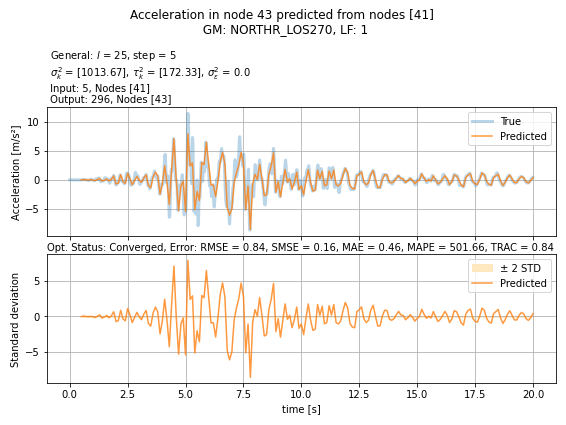 Acceleration in node 43 predicted from nodes [41]
GM: NORTHR_LOS270, LF: 1
General: l = 25, step = 5
σ²ₖ = [1013.67], τ²ₖ = [172.33], σ²ε = 0.0
Input: 5, Nodes [41]
Output: 296, Nodes [43]
Acceleration [m/s²]
10
5
0
−5
True
Predicted
Opt. Status: Converged, Error: RMSE = 0.84, SMSE = 0.16, MAE = 0.46, MAPE = 501.66, TRAC = 0.84
Standard deviation
5
0
−5
± 2 STD
Predicted
0.0 2.5 5.0 7.5 10.0 12.5 15.0 17.5 20.0
time [s]